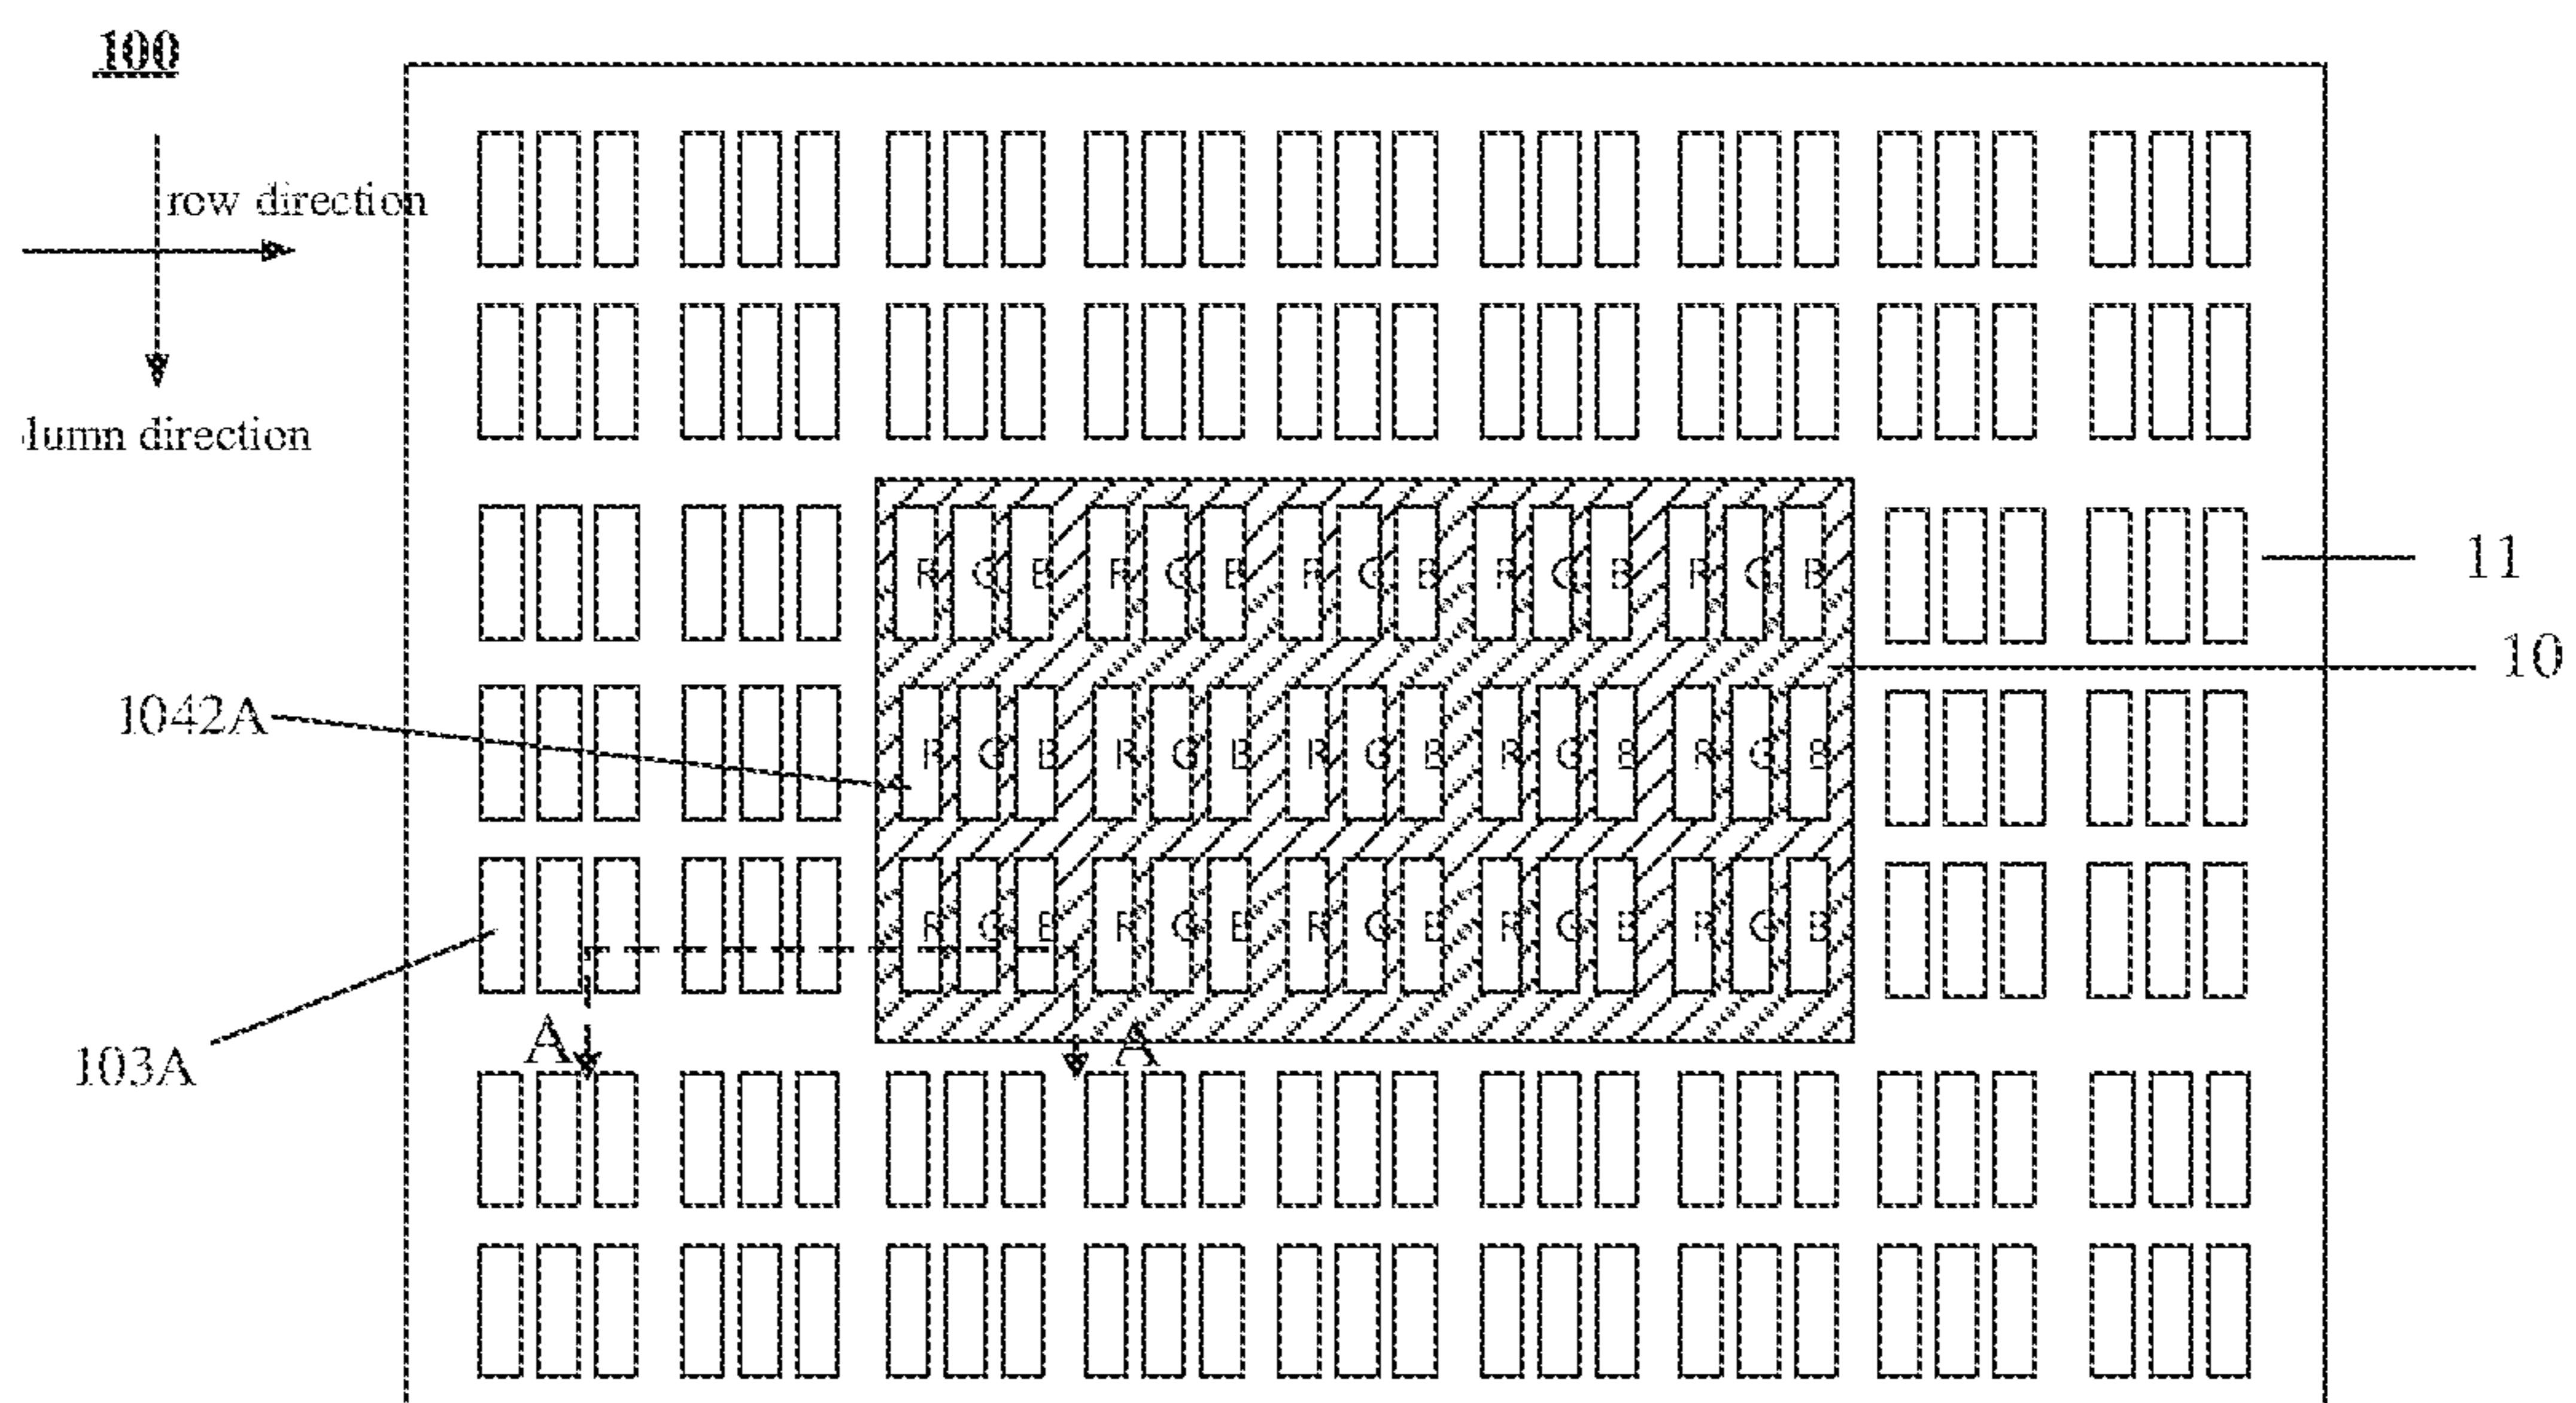 100
row direction
lumn direction
R G B R G B R G B R G B R G B
11
10
1042A
R G B R G B R G B R G B R G B
R G B R G B R G B R G B R G B
103A
A A